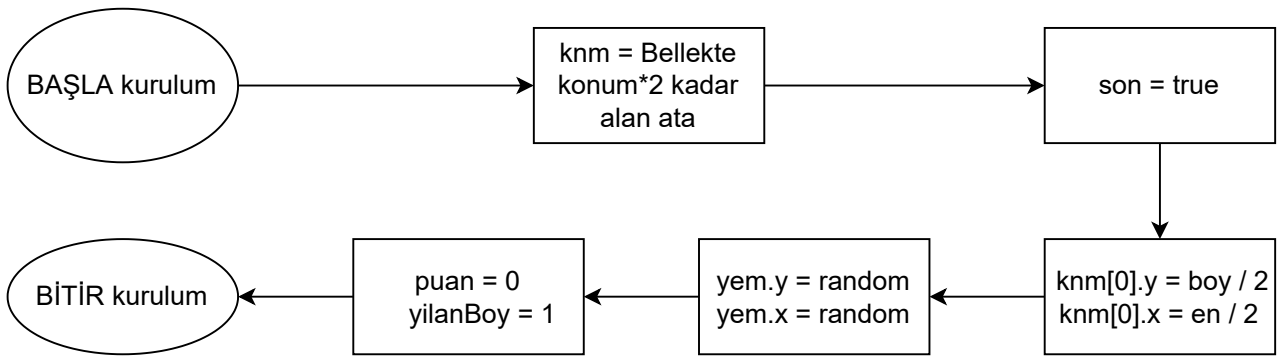 BAŞLA kurulum
knm = Bellekte
konum*2 kadar
alan ata
son = true
knm[0].y = boy / 2
knm[0].x = en / 2
yem.y = random
yem.x = random
puan = 0
yilanBoy = 1
BİTİR kurulum